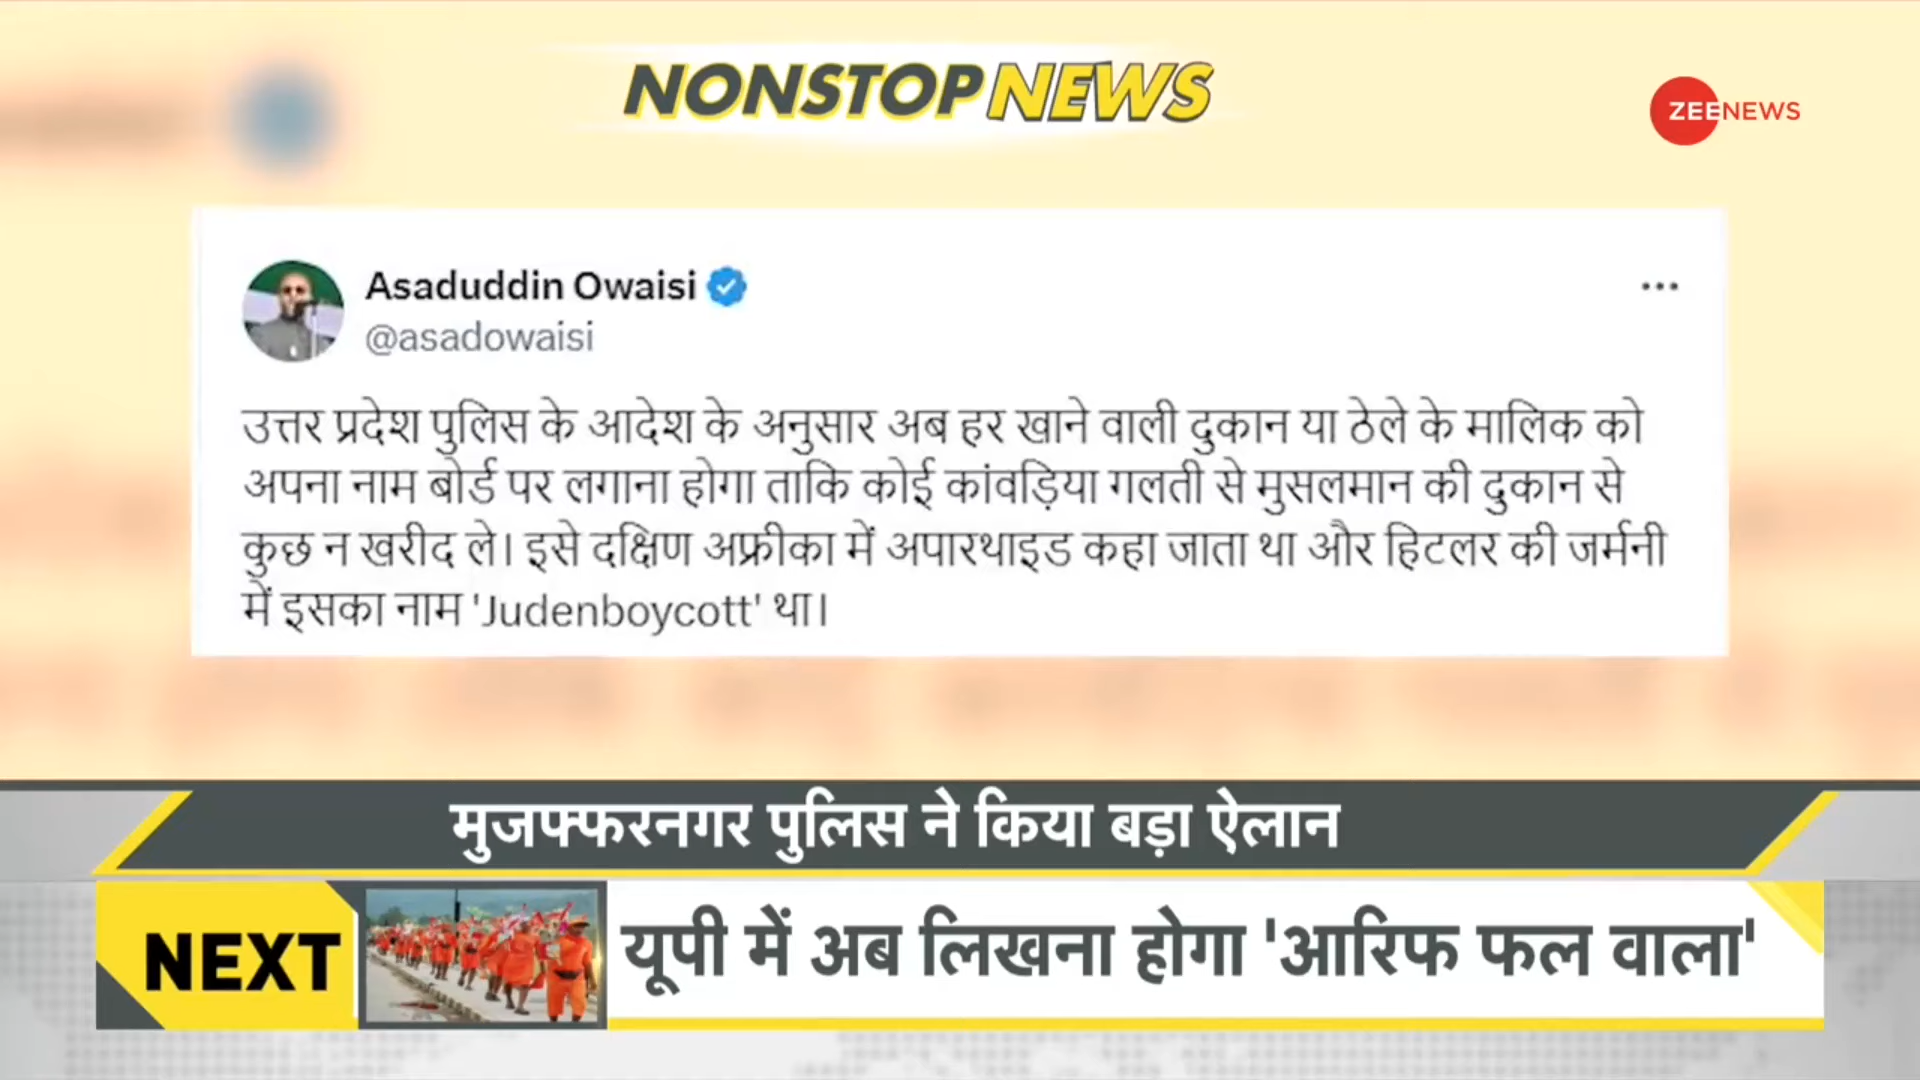 NONSTOP NEWS
ZEENEWS
Asaduddin Owaisi
@asadowaisi
उत्तर प्रदेश पुलिस के आदेश के अनुसार अब हर खाने वाली दुकान या ठेले के मालिक को
अपना नाम बोर्ड पर लगाना होगा ताकि कोई कांवड़िया गलती से मुसलमान की दुकान से
कुछ न खरीद ले। इसे दक्षिण अफ्रीका में अपारथाइड कहा जाता था और हिटलर की जर्मनी
में इसका नाम 'Judenboycott' था।
मुजफ्फरनगर पुलिस ने किया बड़ा ऐलान
NEXT
यूपी में अब लिखना होगा 'आरिफ फल वाला'